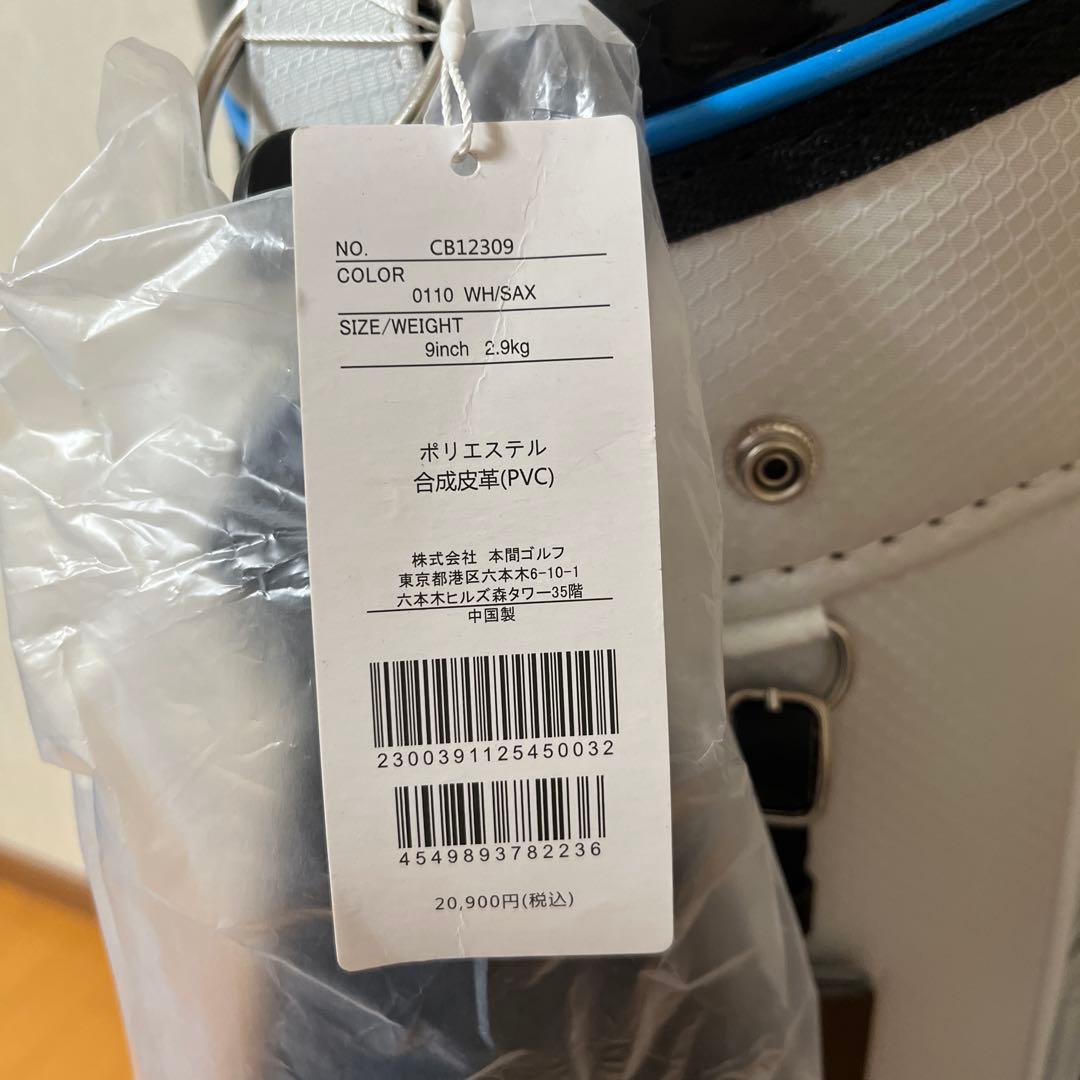 NO. CB12309
COLOR
0110 WH/SAX
SIZE/WEIGHT
9inch 2.9kg
ポリエステル
合成皮革(PVC)
株式会社 本間ゴルフ
東京都港区六本木6-10-1
六本木ヒルズ森タワー35階
中国製
2300391125450032
4549893782236
20,900円(税込)